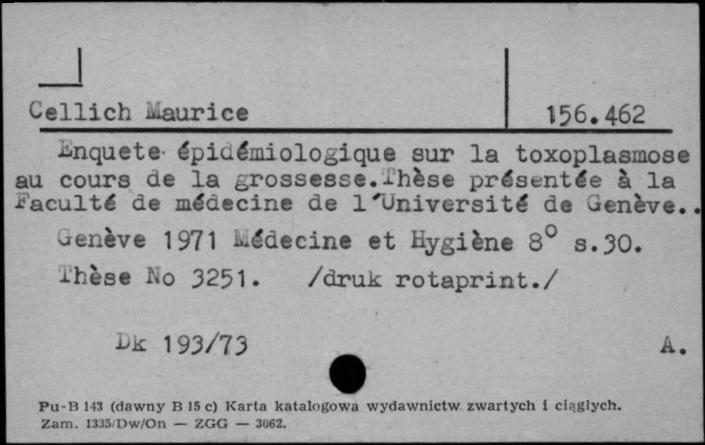 Cellich Maurice 156.462
Enquete épidémiologique sur la toxoplasmose
au cours de la grossesse.Thèse présentée à la
Faculté de médecine de l'Université de Genève..
Genève 1971 Médecine et Hygiène 8° s.30.
Thèse No 3251. /druk rotaprint./
Dk 193/73 A.
Pu-B 143 (dawny B 15 c) Karta katalogowa wydawnictw zwartych i ciągłych.
Zam. 1335/Dw/On — ZGG — 3062.